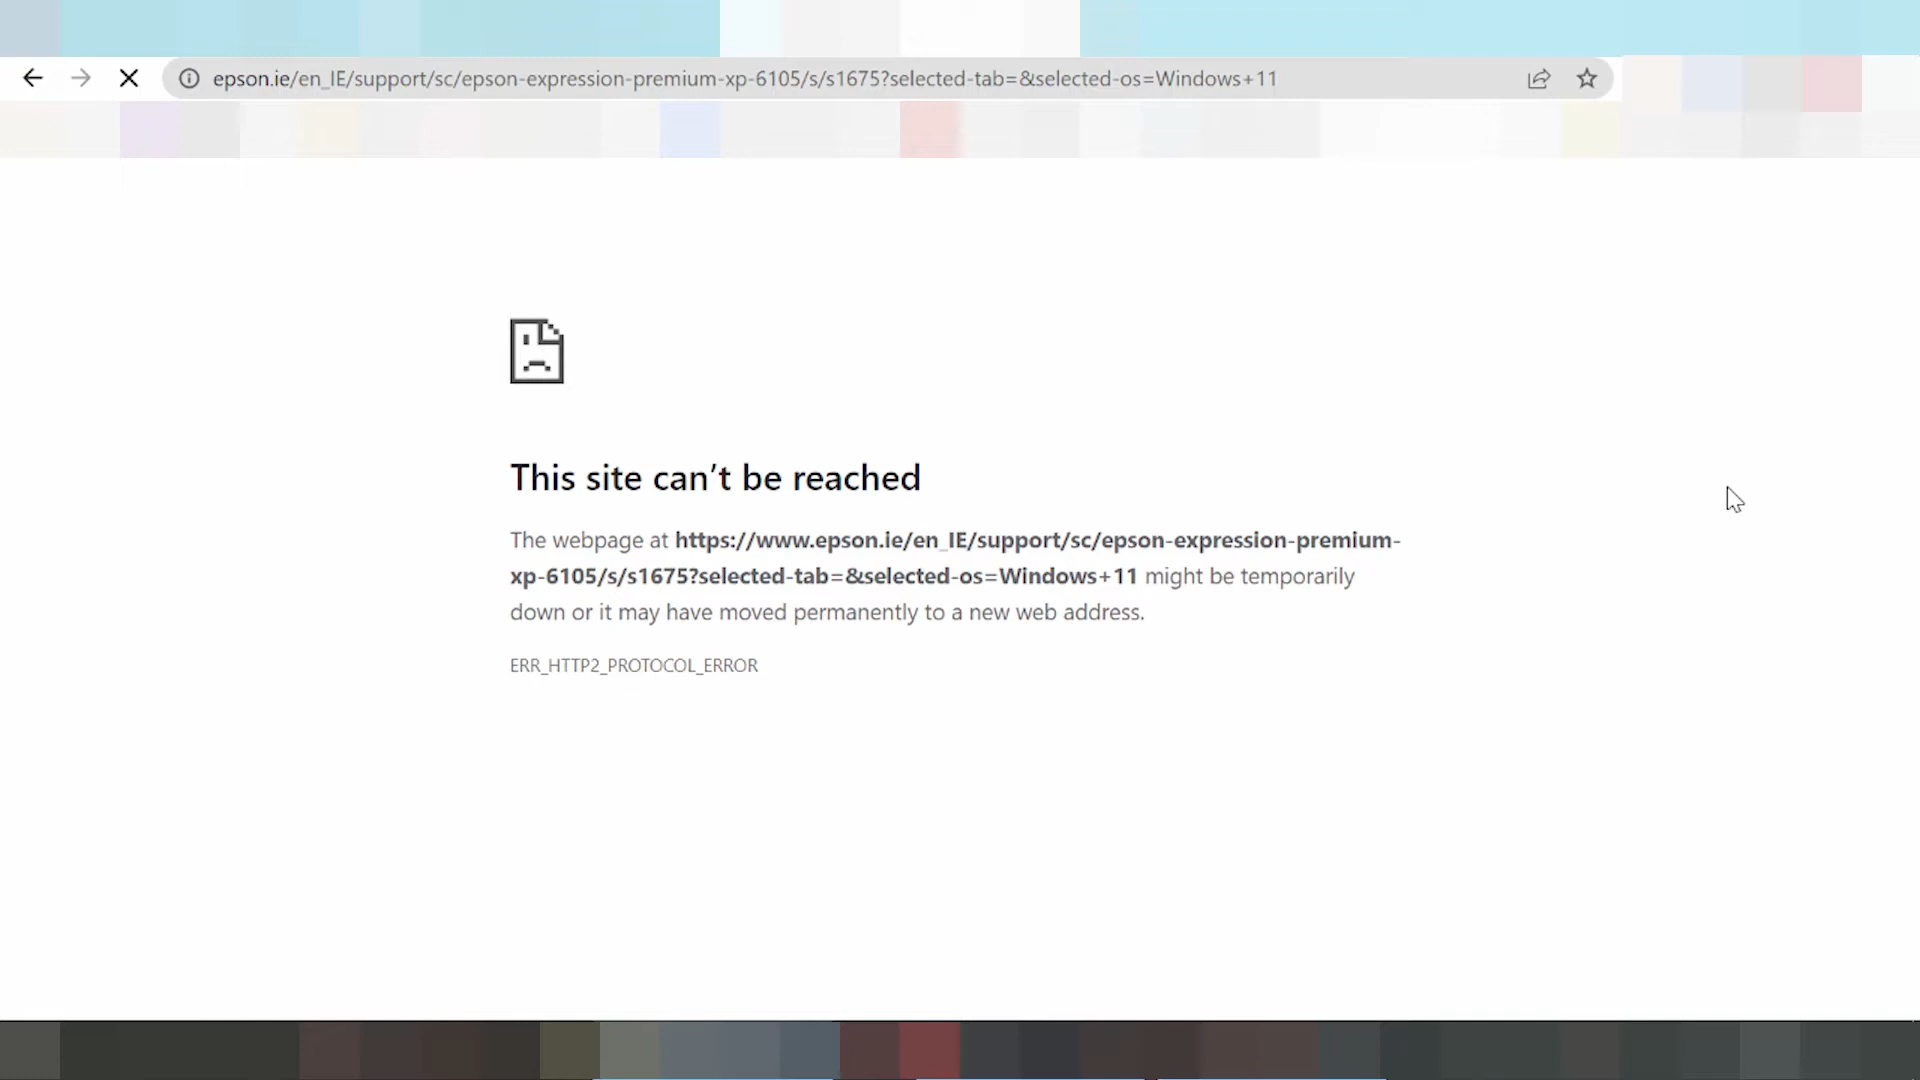 epson.ie/en_IE/support/sc/epson-expression-premium-xp-6105/s/s1675?selected-tab=&selected-os=Windows+11
This site can’t be reached
The webpage at https://www.epson.ie/en_IE/support/sc/epson-expression-premium-
xp-6105/s/s1675?selected-tab=&selected-os=Windows+11 might be temporarily
down or it may have moved permanently to a new web address.
ERR_HTTP2_PROTOCOL_ERROR